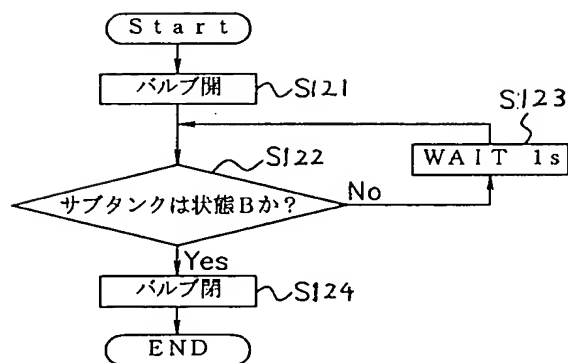 Start
バルブ開
S121
S123
WAIT 1s
S122
サブタンクは状態Bか?
No
Yes
バルブ閉
S124
END